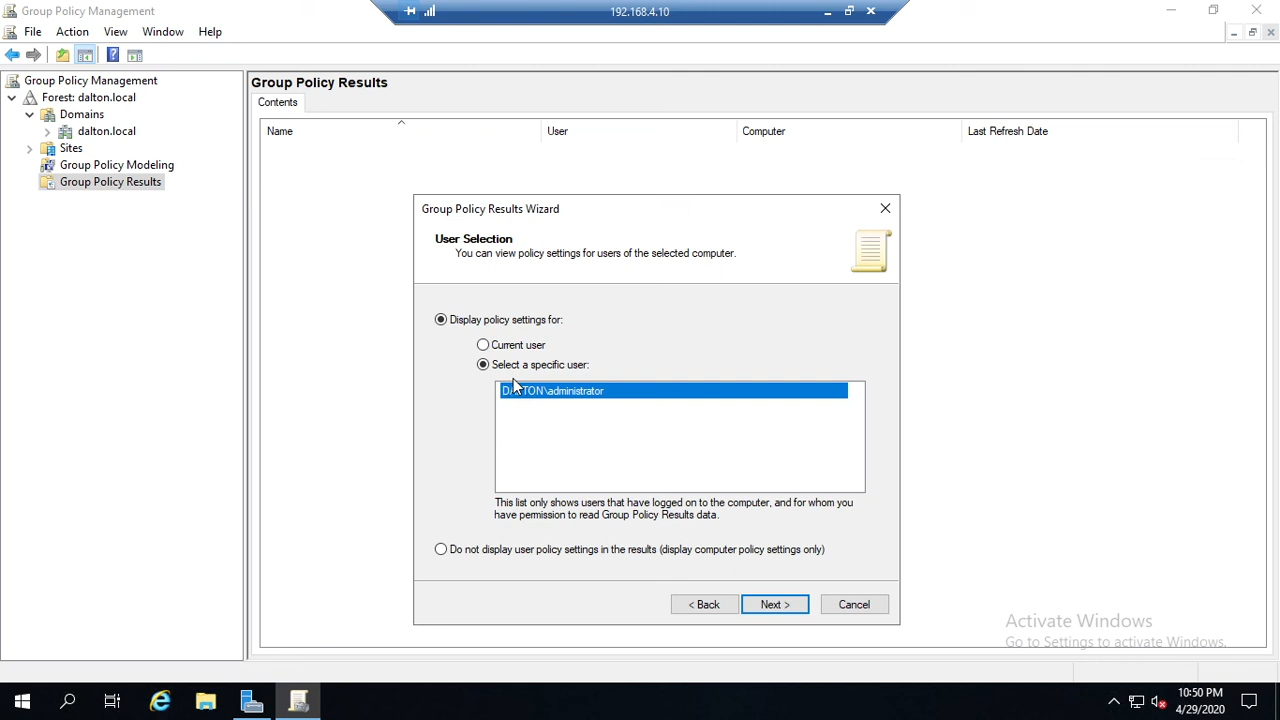 Group Policy Management
192.168.4.10
File Action View Window Help
Group Policy Management
Forest: dalton.local
Domains
dalton.local
Sites
Group Policy Modeling
Group Policy Results
Group Policy Results
Contents
Name User Computer Last Refresh Date
Group Policy Results Wizard
User Selection
You can view policy settings for users of the selected computer.
Display policy settings for:
Current user
Select a specific user:
DALTON\administrator
This list only shows users that have logged on to the computer, and for whom you
have permission to read Group Policy Results data.
Do not display user policy settings in the results (display computer policy settings only)
< Back Next > Cancel
Activate Windows
Go to Settings to activate Windows.
10:50 PM
4/29/2020